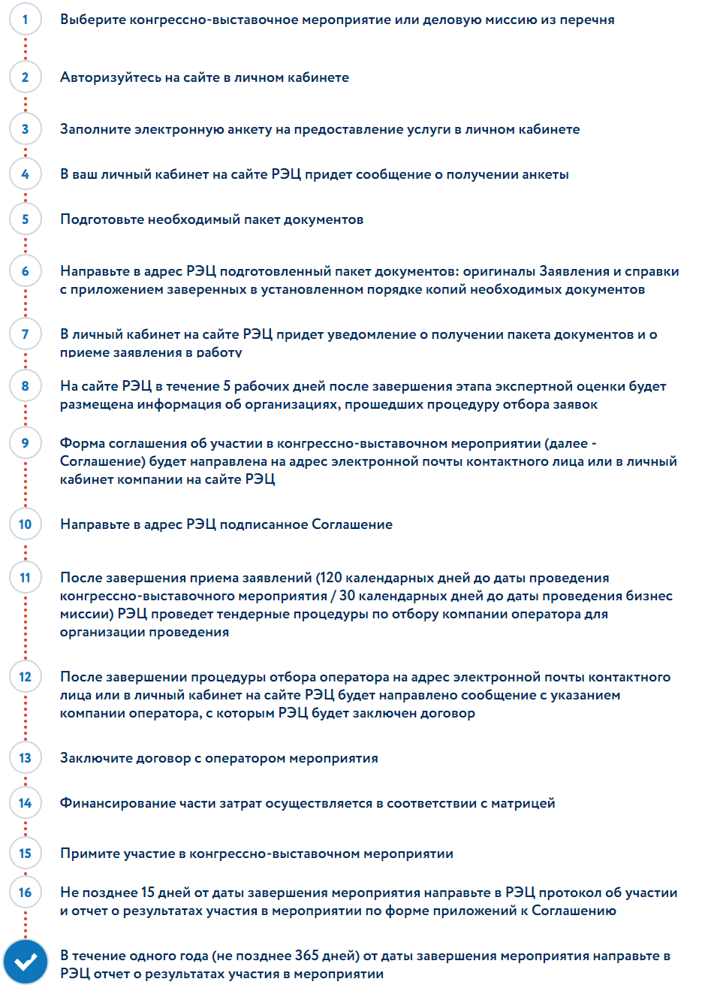 1
Выберите конгрессно-выставочное мероприятие или деловую миссию из перечня
2
Авторизуйтесь на сайте в личном кабинете
3
Заполните электронную анкету на предоставление услуги в личном кабинете
4
В ваш личный кабинет на сайте РЭЦ придет сообщение о получении анкеты
5
Подготовьте необходимый пакет документов
6
Направьте в адрес РЭЦ подготовленный пакет документов: оригиналы Заявления и справки
с приложением заверенных в установленном порядке копий необходимых документов
7
В личный кабинет на сайте РЭЦ придет уведомление о получении пакета документов и о
приеме заявления в работу
8
На сайте РЭЦ в течение 5 рабочих дней после завершения этапа экспертной оценки будет
размещена информация об организациях, прошедших процедуру отбора заявок
9
Форма соглашения об участии в конгрессно-выставочном мероприятии (далее -
Соглашение) будет направлена на адрес электронной почты контактного лица или в личный
кабинет компании на сайте РЭЦ
10
Направьте в адрес РЭЦ подписанное Соглашение
11
После завершения приема заявлений (120 календарных дней до даты проведения
конгрессно-выставочного мероприятия / 30 календарных дней до даты проведения бизнес
миссии) РЭЦ проведет тендерные процедуры по отбору компании оператора для
организации проведения
12
После завершении процедуры отбора оператора на адрес электронной почты контактного
лица или в личный кабинет на сайте РЭЦ будет направлено сообщение с указанием
компании оператора, с которым РЭЦ будет заключен договор
13
Заключите договор с оператором мероприятия
14
Финансирование части затрат осуществляется в соответствии с матрицей
15
Примите участие в конгрессно-выставочном мероприятии
16
Не позднее 15 дней от даты завершения мероприятия направьте в РЭЦ протокол об участии
и отчет о результатах участия в мероприятии по форме приложений к Соглашению
В течение одного года (не позднее 365 дней) от даты завершения мероприятия направьте в
РЭЦ отчет о результатах участия в мероприятии